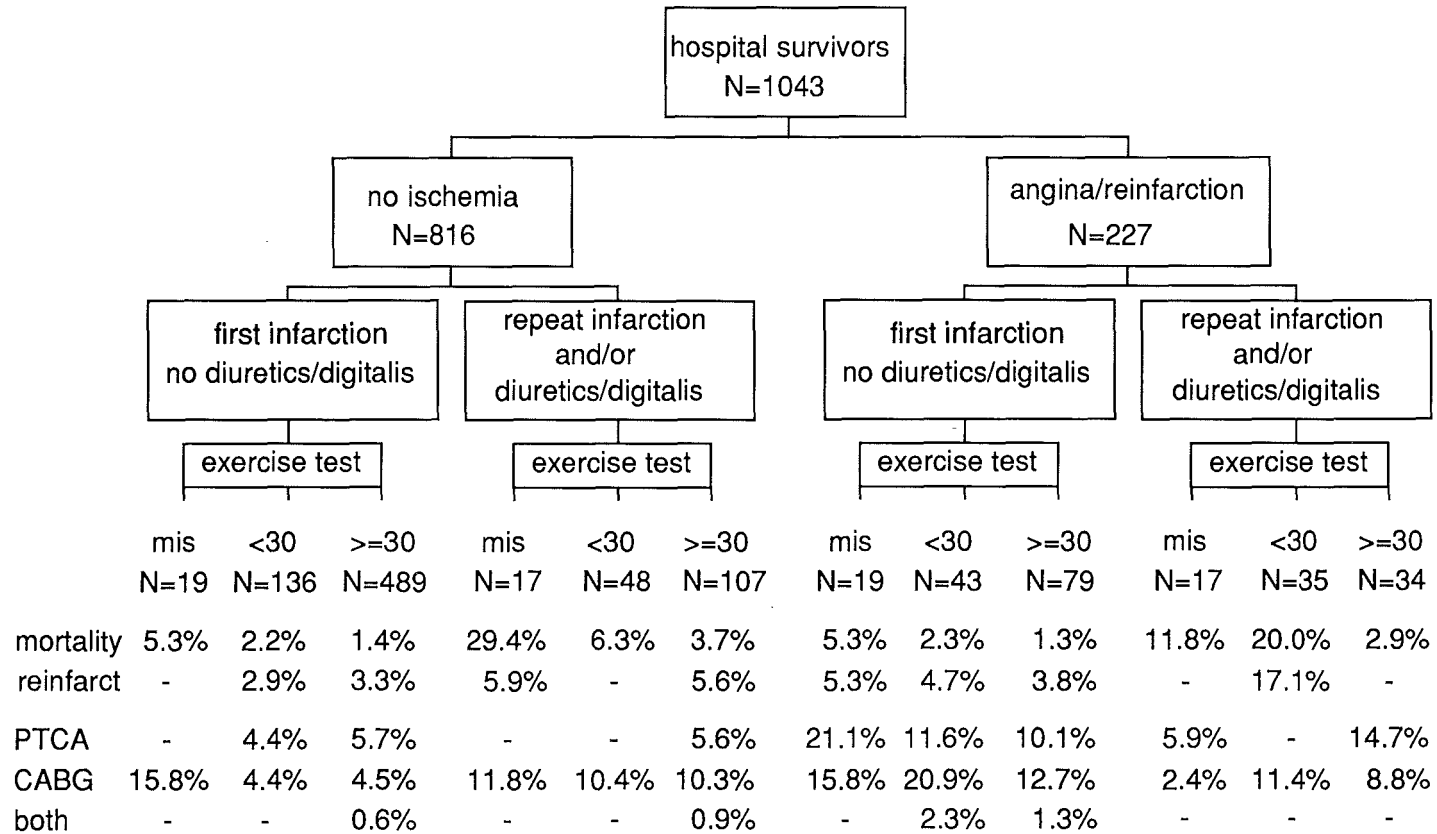 hospital survivors
N=1043
no ischemia
N=816
angina/reinfarction
N=227
first infarction
no diuretics/digitalis
repeat infarction
and/or
diuretics/digitalis
first infarction
no diuretics/digitalis
repeat infarction
and/or
diuretics/digitalis
exercise test exercise test exercise test exercise test
mis <30 >=30 mis <30 >=30 mis <30 >=30 mis <30 >=30
N=19 N=136 N=489 N=17 N=48 N=107 N=19 N=43 N=79 N=17 N=35 N=34
mortality 5.3% 2.2% 1.4% 29.4% 6.3% 3.7% 5.3% 2.3% 1.3% 11.8% 20.0% 2.9%
reinfarct - 2.9% 3.3% 5.9% - 5.6% 5.3% 4.7% 3.8% - 17.1% -
PTCA - 4.4% 5.7% - - 5.6% 21.1% 11.6% 10.1% 5.9% - 14.7%
CABG 15.8% 4.4% 4.5% 11.8% 10.4% 10.3% 15.8% 20.9% 12.7% 2.4% 11.4% 8.8%
both - - 0.6% - - 0.9% - 2.3% 1.3% - - -